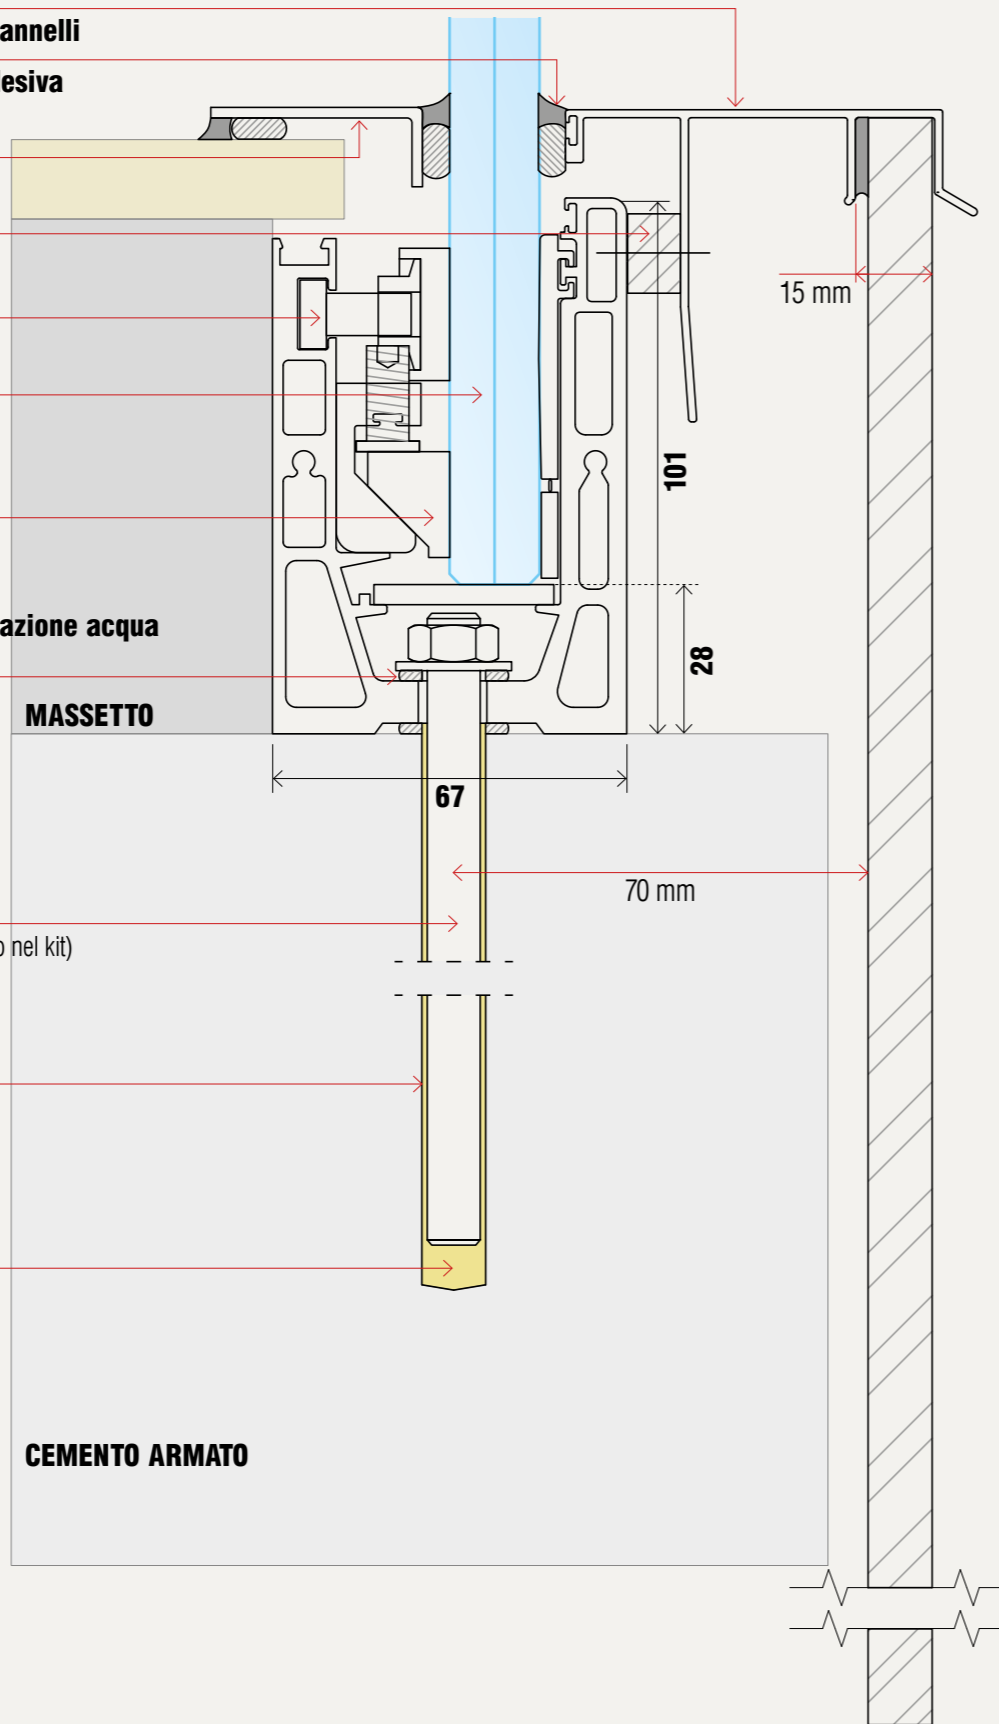 annelli
esiva
15 mm
101
azione acqua
28
MASSETTO
67
70 mm
nel kit)
CEMENTO ARMATO